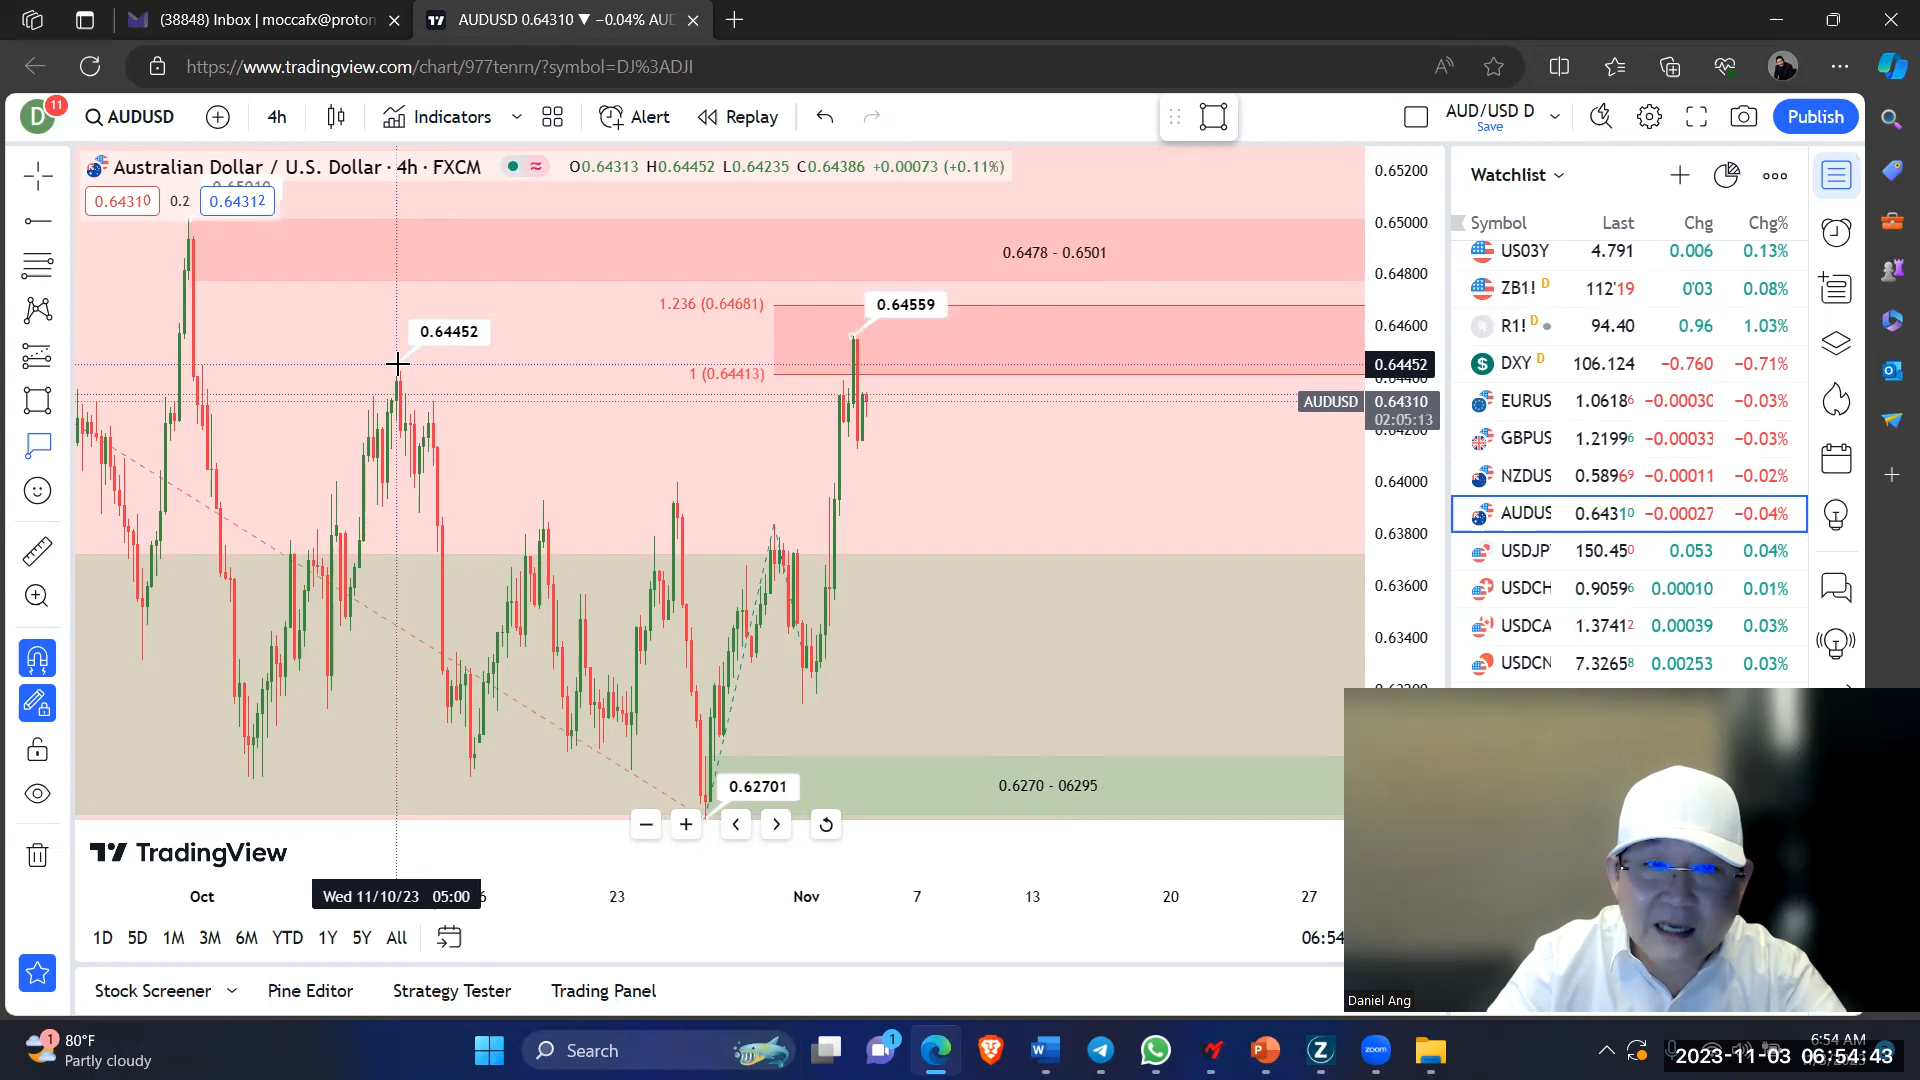 (38848) Inbox | moccafx@proton
AUDUSD 0.64310 ▼ −0.04% AUD
https://www.tradingview.com/chart/977tenrn/?symbol=DJ%3ADJI
D 11
AUDUSD
4h
Indicators
Alert
Replay
AUD/USD D
Save
Publish
Australian Dollar / U.S. Dollar · 4h · FXCM
O0.64313 H0.64452 L0.64235 C0.64386 +0.00073 (+0.11%)
0.64310
0.2
0.64312
0.6478 - 0.6501
1.236 (0.64681)
0.64559
0.64452
1 (0.64413)
0.62701
0.6270 - 06295
0.65200
0.65000
0.64800
0.64600
0.64452
AUDUSD
0.64310
02:05:13
0.64000
0.63800
0.63600
0.63400
TradingView
Oct
Wed 11/10/23 05:00
23
Nov
7
13
20
27
1D 5D 1M 3M 6M YTD 1Y 5Y All
06:54
Stock Screener
Pine Editor
Strategy Tester
Trading Panel
Watchlist
Symbol Last Chg Chg%
US03Y 4.791 0.006 0.13%
ZB1! D 112'19 0'03 0.08%
R1! D 94.40 0.96 1.03%
DXY D 106.124 −0.760 −0.71%
EURUS 1.06186 −0.00030 −0.03%
GBPUS 1.21996 −0.00033 −0.03%
NZDUS 0.58969 −0.00011 −0.02%
AUDUS 0.64310 −0.00027 −0.04%
USDJP 150.450 0.053 0.04%
USDCH 0.90596 0.00010 0.01%
USDCA 1.37412 0.00039 0.03%
USDCN 7.32658 0.00253 0.03%
Daniel Ang
1
80°F
Partly cloudy
Search
1
zoom
6:54 AM
2023-11-03 06:54:43